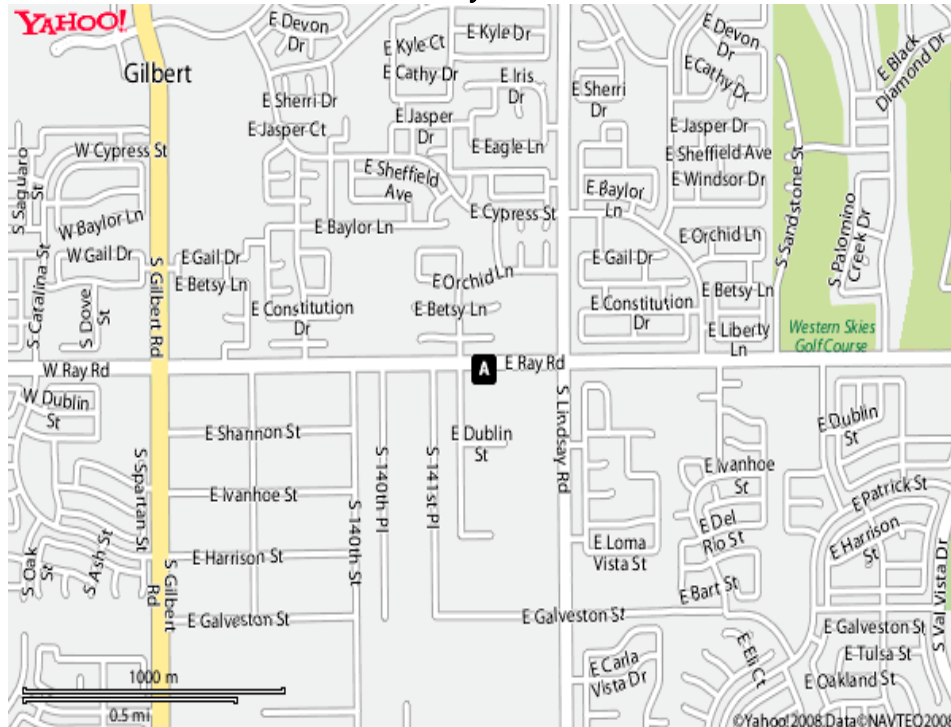 YAHOO!
Gilbert
E Devon
Dr
E Kyle Ct
E Kyle Dr
E Cathy Dr
E Iris
Dr
E Sherri Dr
E Jasper Ct
E Jasper
Dr
E Eagle Ln
E Sheffield
Ave
E Cypress St
E Baylor Ln
E Devon
Dr
E Cathy Dr
E Black
Diamond Dr
E Sherri
Dr
E Jasper Dr
E Sheffield Ave
E Windsor Dr
E Baylor
Ln
S Sandstone St
S Palomino
Creek Dr
W Cypress St
S Saguaro
St
W Baylor Ln
W Gail Dr
S Catalina St
S Dove
St
S Gilbert Rd
E Gail Dr
E Betsy Ln
E Constitution
Dr
E Orchid Ln
E Betsy Ln
E Gail Dr
E Orchid Ln
E Constitution
Dr
E Betsy Ln
E Liberty
Ln
Western Skies
Golf Course
W Ray Rd
A
E Ray Rd
W Dublin
St
S Spartan St
E Shannon St
E Ivanhoe St
E Harrison St
E Galveston St
S 140th St
S 140th Pl
S 141st Pl
E Dublin
St
S Lindsay Rd
E Dublin
St
E Ivanhoe
St
E Patrick St
E Del
Rio St
E Harrison
St
E Loma
Vista St
E Bart St
S Val Vista Dr
S Oak
St
S Ash St
S Gilbert
Rd
E Galveston St
E Galveston St
E Tulsa St
E Oakland St
E Eli Ct
E Carla
Vista Dr
1000 m
0.5 mi
©Yahoo! 2008 Data©NAVTEQ 200